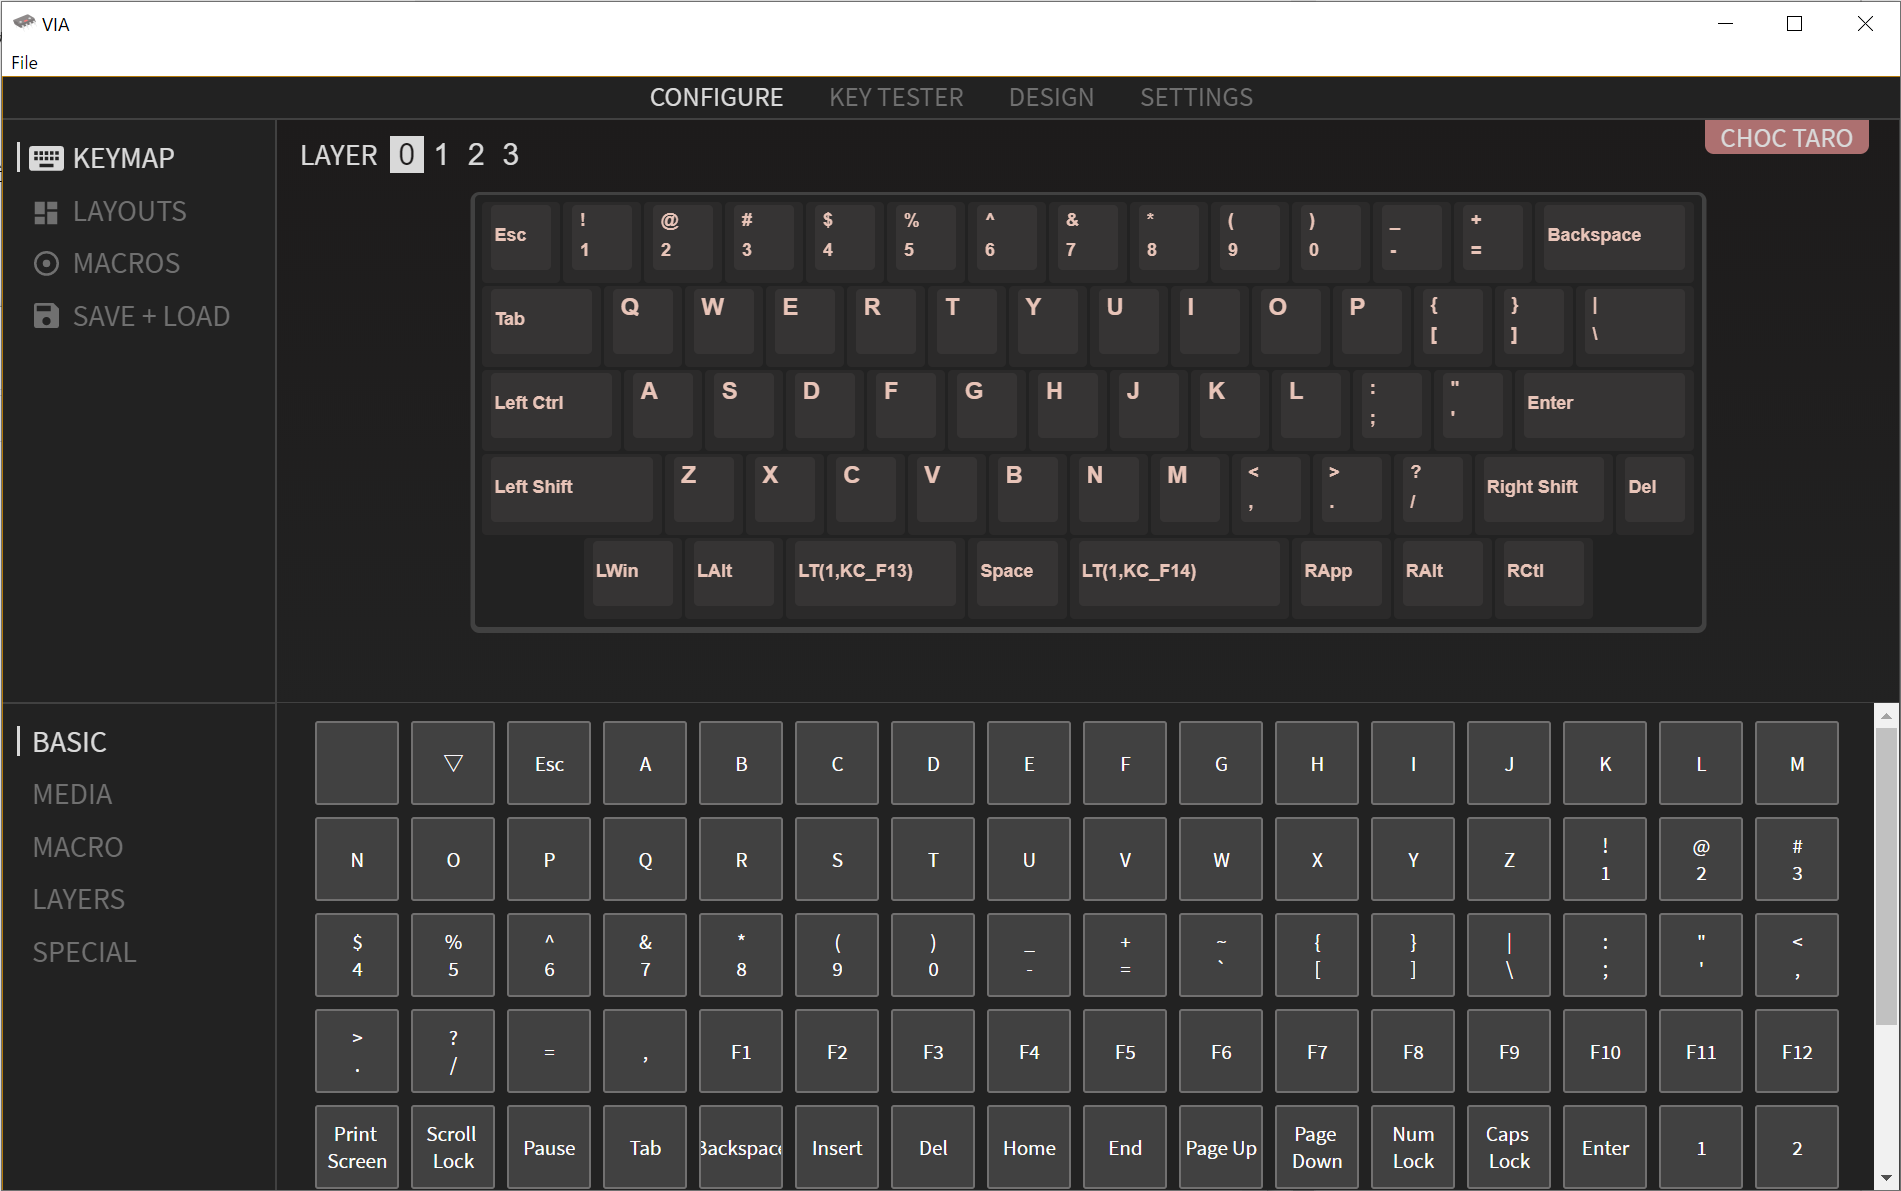 VIA
File
CONFIGURE KEY TESTER DESIGN SETTINGS
KEYMAP
LAYOUTS
MACROS
SAVE + LOAD
LAYER 0 1 2 3
CHOC TARO
Esc ! @ # $ % ^ & * ( ) _ + Backspace
1 2 3 4 5 6 7 8 9 0 - =
Tab Q W E R T Y U I O P { } |
[ ] \
Left Ctrl A S D F G H J K L : " Enter
; '
Left Shift Z X C V B N M < > ? Right Shift Del
, . /
LWin LAlt LT(1,KC_F13) Space LT(1,KC_F14) RApp RAlt RCtl
BASIC
MEDIA
MACRO
LAYERS
SPECIAL
▽ Esc A B C D E F G H I J K L M
N O P Q R S T U V W X Y Z ! @ #
1 2 3
$ % ^ & * ( ) _ + ~ { } | : " <
4 5 6 7 8 9 0 - = ` [ ] \ ; ' ,
> ? = , F1 F2 F3 F4 F5 F6 F7 F8 F9 F10 F11 F12
. /
Print Scroll Pause Tab Backspace Insert Del Home End Page Up Page Num Caps Enter 1 2
Screen Lock Down Lock Lock